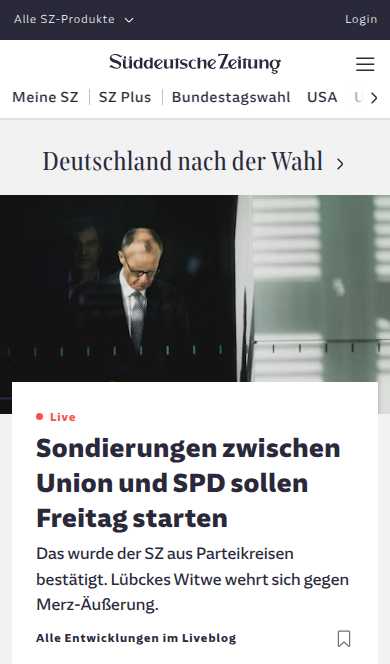 Alle SZ-Produkte
Login
Süddeutsche Zeitung
Meine SZ
SZ Plus
Bundestagswahl
USA
Deutschland nach der Wahl
Live
Sondierungen zwischen
Union und SPD sollen
Freitag starten
Das wurde der SZ aus Parteikreisen
bestätigt. Lübckes Witwe wehrt sich gegen
Merz-Äußerung.
Alle Entwicklungen im Liveblog